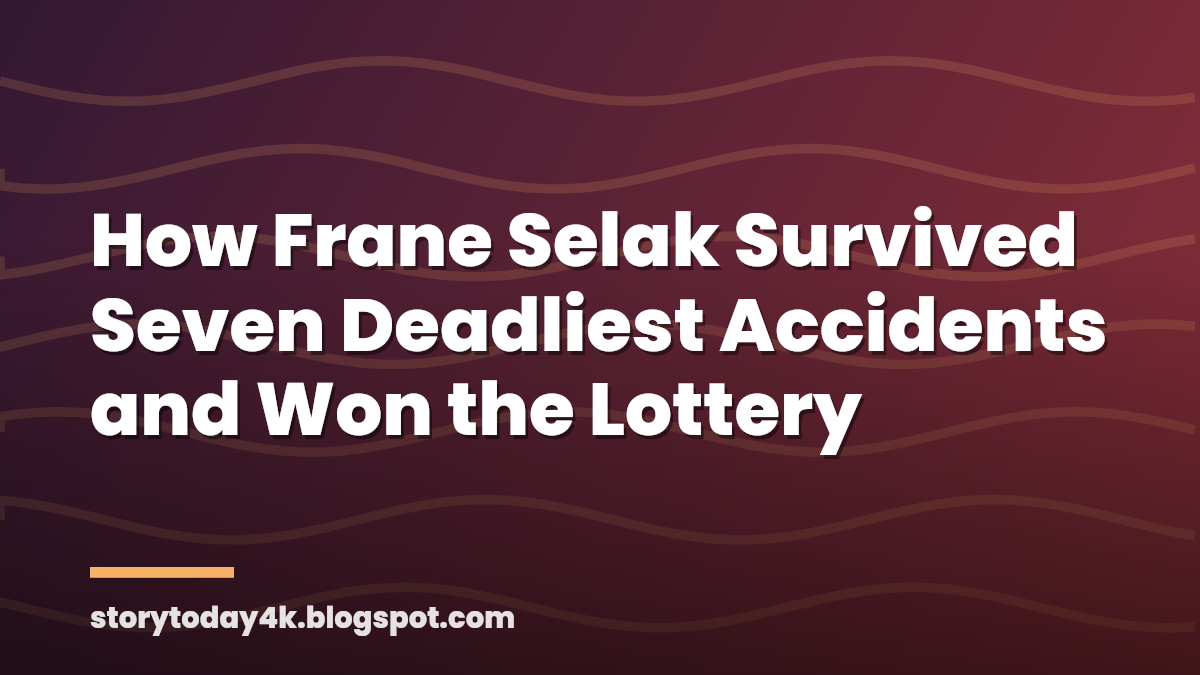 How Frane Selak Survived
Seven Deadliest Accidents
and Won the Lottery
storytoday4k.blogspot.com